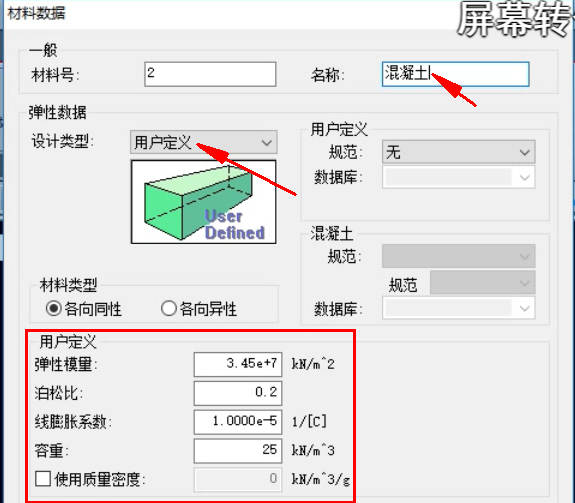 材料数据
屏幕转
一般
材料号: 2 名称: 混凝土
弹性数据
设计类型: 用户定义
User
Defined
用户定义
规范: 无
数据库:
混凝土
规范:
规范
数据库:
材料类型
各向同性 各向异性
用户定义
弹性模量: 3.45e+7 kN/m^2
泊松比: 0.2
线膨胀系数: 1.0000e-5 1/[C]
容重: 25 kN/m^3
使用质量密度: 0 kN/m^3/g